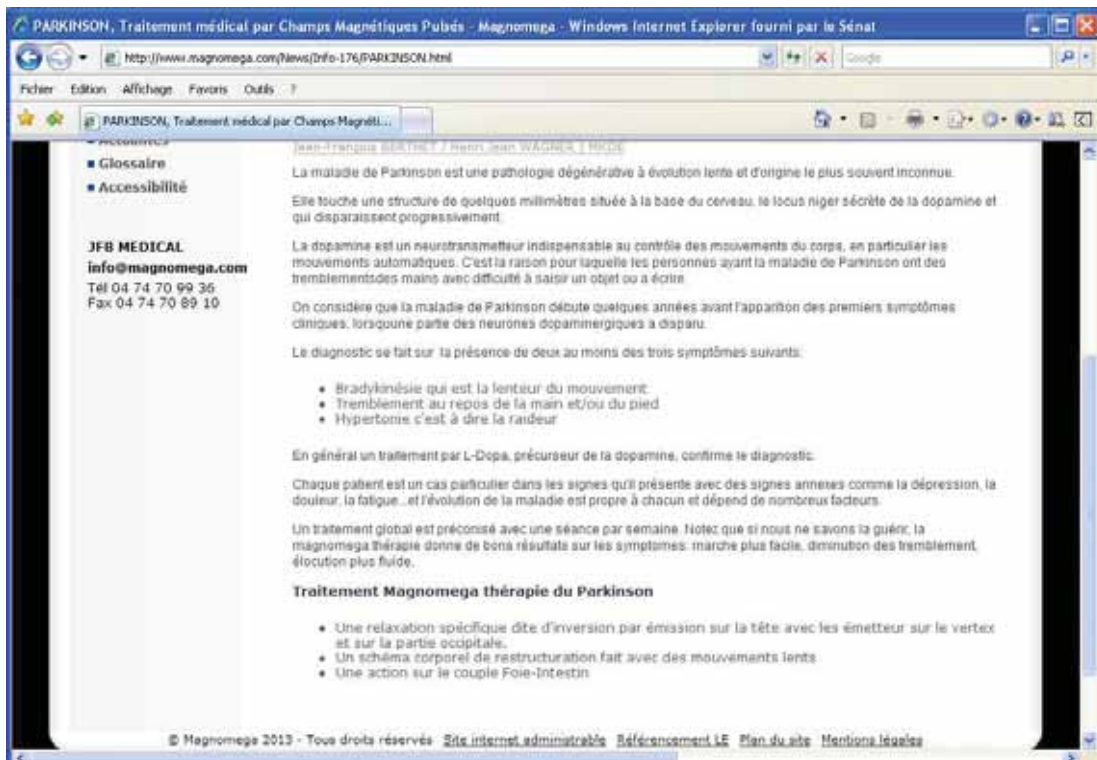 PARKINSON, Traitement médical par Champs Magnétiques Pulsés - Magnomega - Windows Internet Explorer fourni par le Sénat
http://www.magnomega.com/News/Info-176/PARKINSON.html
Google
Fichier Edition Affichage Favoris Outils ?
PARKINSON, Traitement médical par Champs Magnéti...
Actualités
Glossaire
Accessibilité
JFB MEDICAL
info@magnomega.com
Tél 04 74 70 99 36
Fax 04 74 70 89 10
Jean-François BERTHET / Henri Jean WAGNER | MKDE
La maladie de Parkinson est une pathologie dégénérative à évolution lente et d'origine le plus souvent inconnue.
Elle touche une structure de quelques millimètres située à la base du cerveau, le locus niger sécrète de la dopamine et
qui disparaissent progressivement.
La dopamine est un neurotransmetteur indispensable au contrôle des mouvements du corps, en particulier les
mouvements automatiques. C'est la raison pour laquelle les personnes ayant la maladie de Parkinson ont des
tremblementsdes mains avec difficulté à saisir un objet ou a écrire.
On considère que la maladie de Parkinson débute quelques années avant l'apparition des premiers symptômes
cliniques, lorsquune partie des neurones dopaminergiques a disparu.
Le diagnostic se fait sur la présence de deux au moins des trois symptômes suivants:
Bradykinésie qui est la lenteur du mouvement
Tremblement au repos de la main et/ou du pied
Hypertonie c'est à dire la raideur
En général un traitement par L-Dopa, précurseur de la dopamine, confirme le diagnostic.
Chaque patient est un cas particulier dans les signes qu'il présente avec des signes annexes comme la dépression, la
douleur, la fatigue...et l'évolution de la maladie est propre à chacun et dépend de nombreux facteurs.
Un traitement global est préconisé avec une séance par semaine. Notez que si nous ne savons la guérir, la
magnomega thérapie donne de bons résultats sur les symptomes: marche plus facile, diminution des tremblement,
élocution plus fluide.
Traitement Magnomega thérapie du Parkinson
Une relaxation spécifique dite d'inversion par émission sur la tête avec les émetteur sur le vertex
et sur la partie occipitale.
Un schéma corporel de restructuration fait avec des mouvements lents
Une action sur le couple Foie-Intestin
© Magnomega 2013 - Tous droits réservés Site internet administrable Référencement LE Plan du site Mentions légales